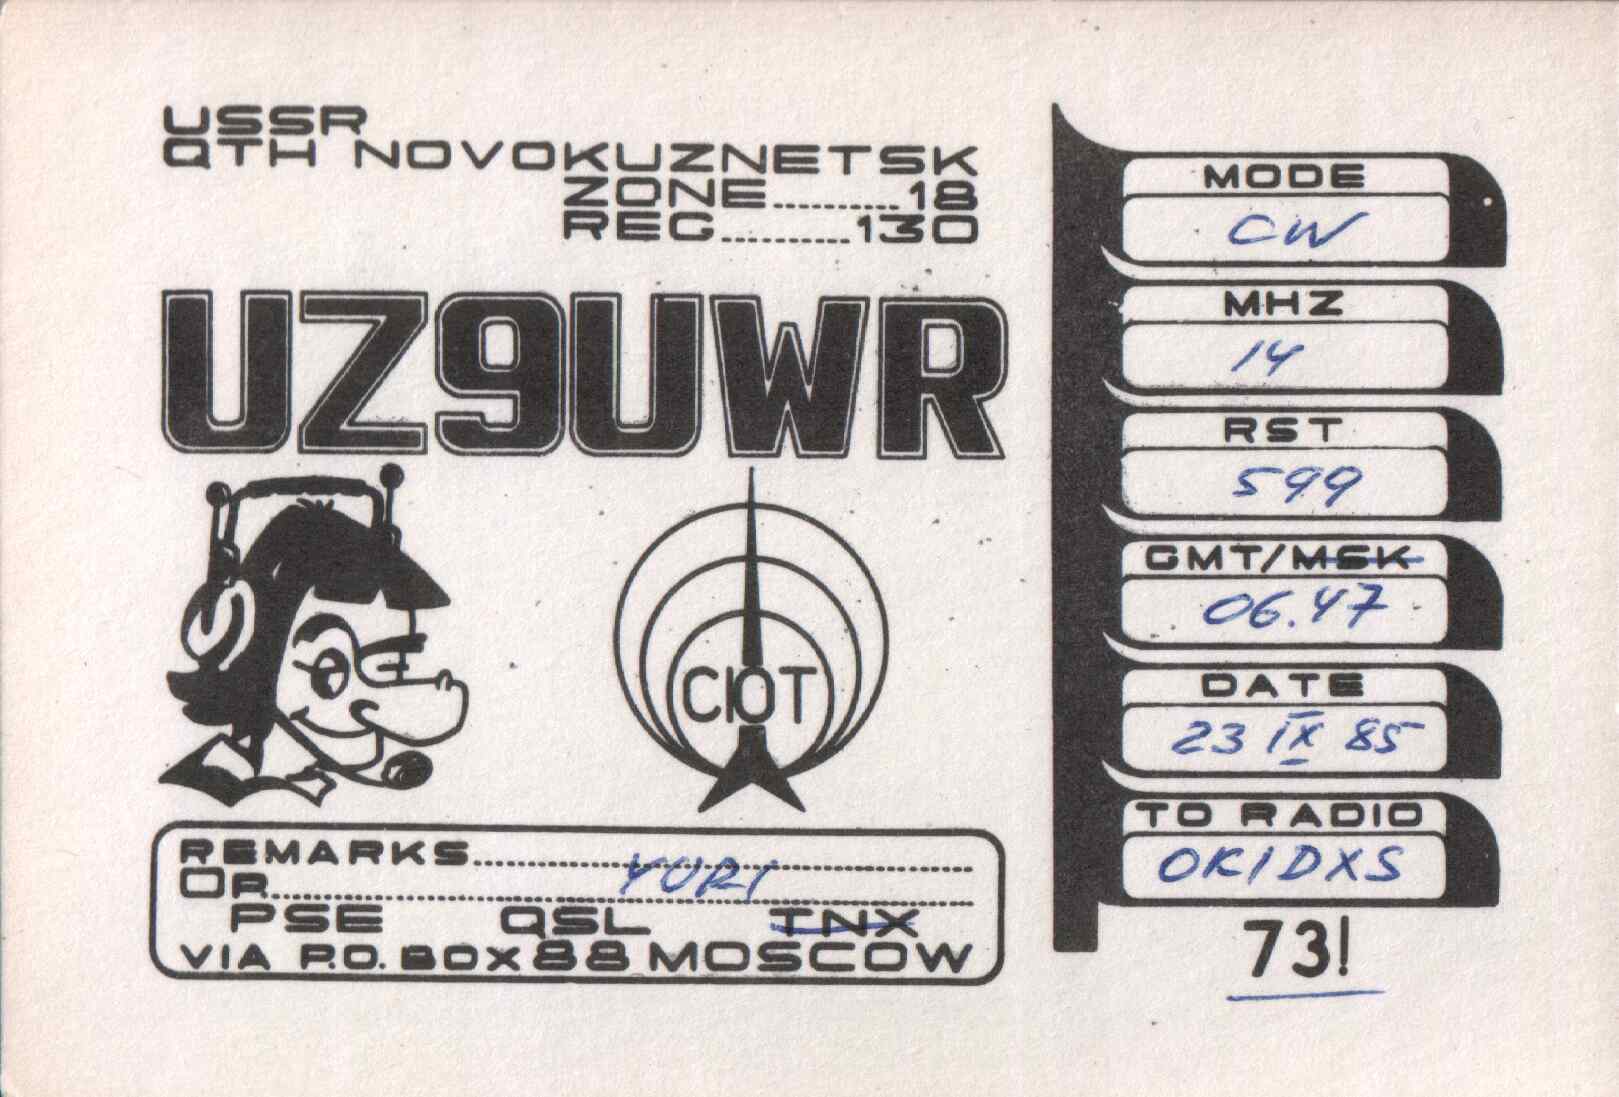 USSR
QTH NOVOKUZNETSK
ZONE..........18
REG..........130
UZ9UWR
CЮT
REMARKS..........
OP.......... YURI
PSE QSL TNX
VIA P.O. BOX 88 MOSCOW
MODE
CW
MHZ
14
RST
599
GMT/MSK
06.47
DATE
23 IX 85
TO RADIO
OK1DXS
73!